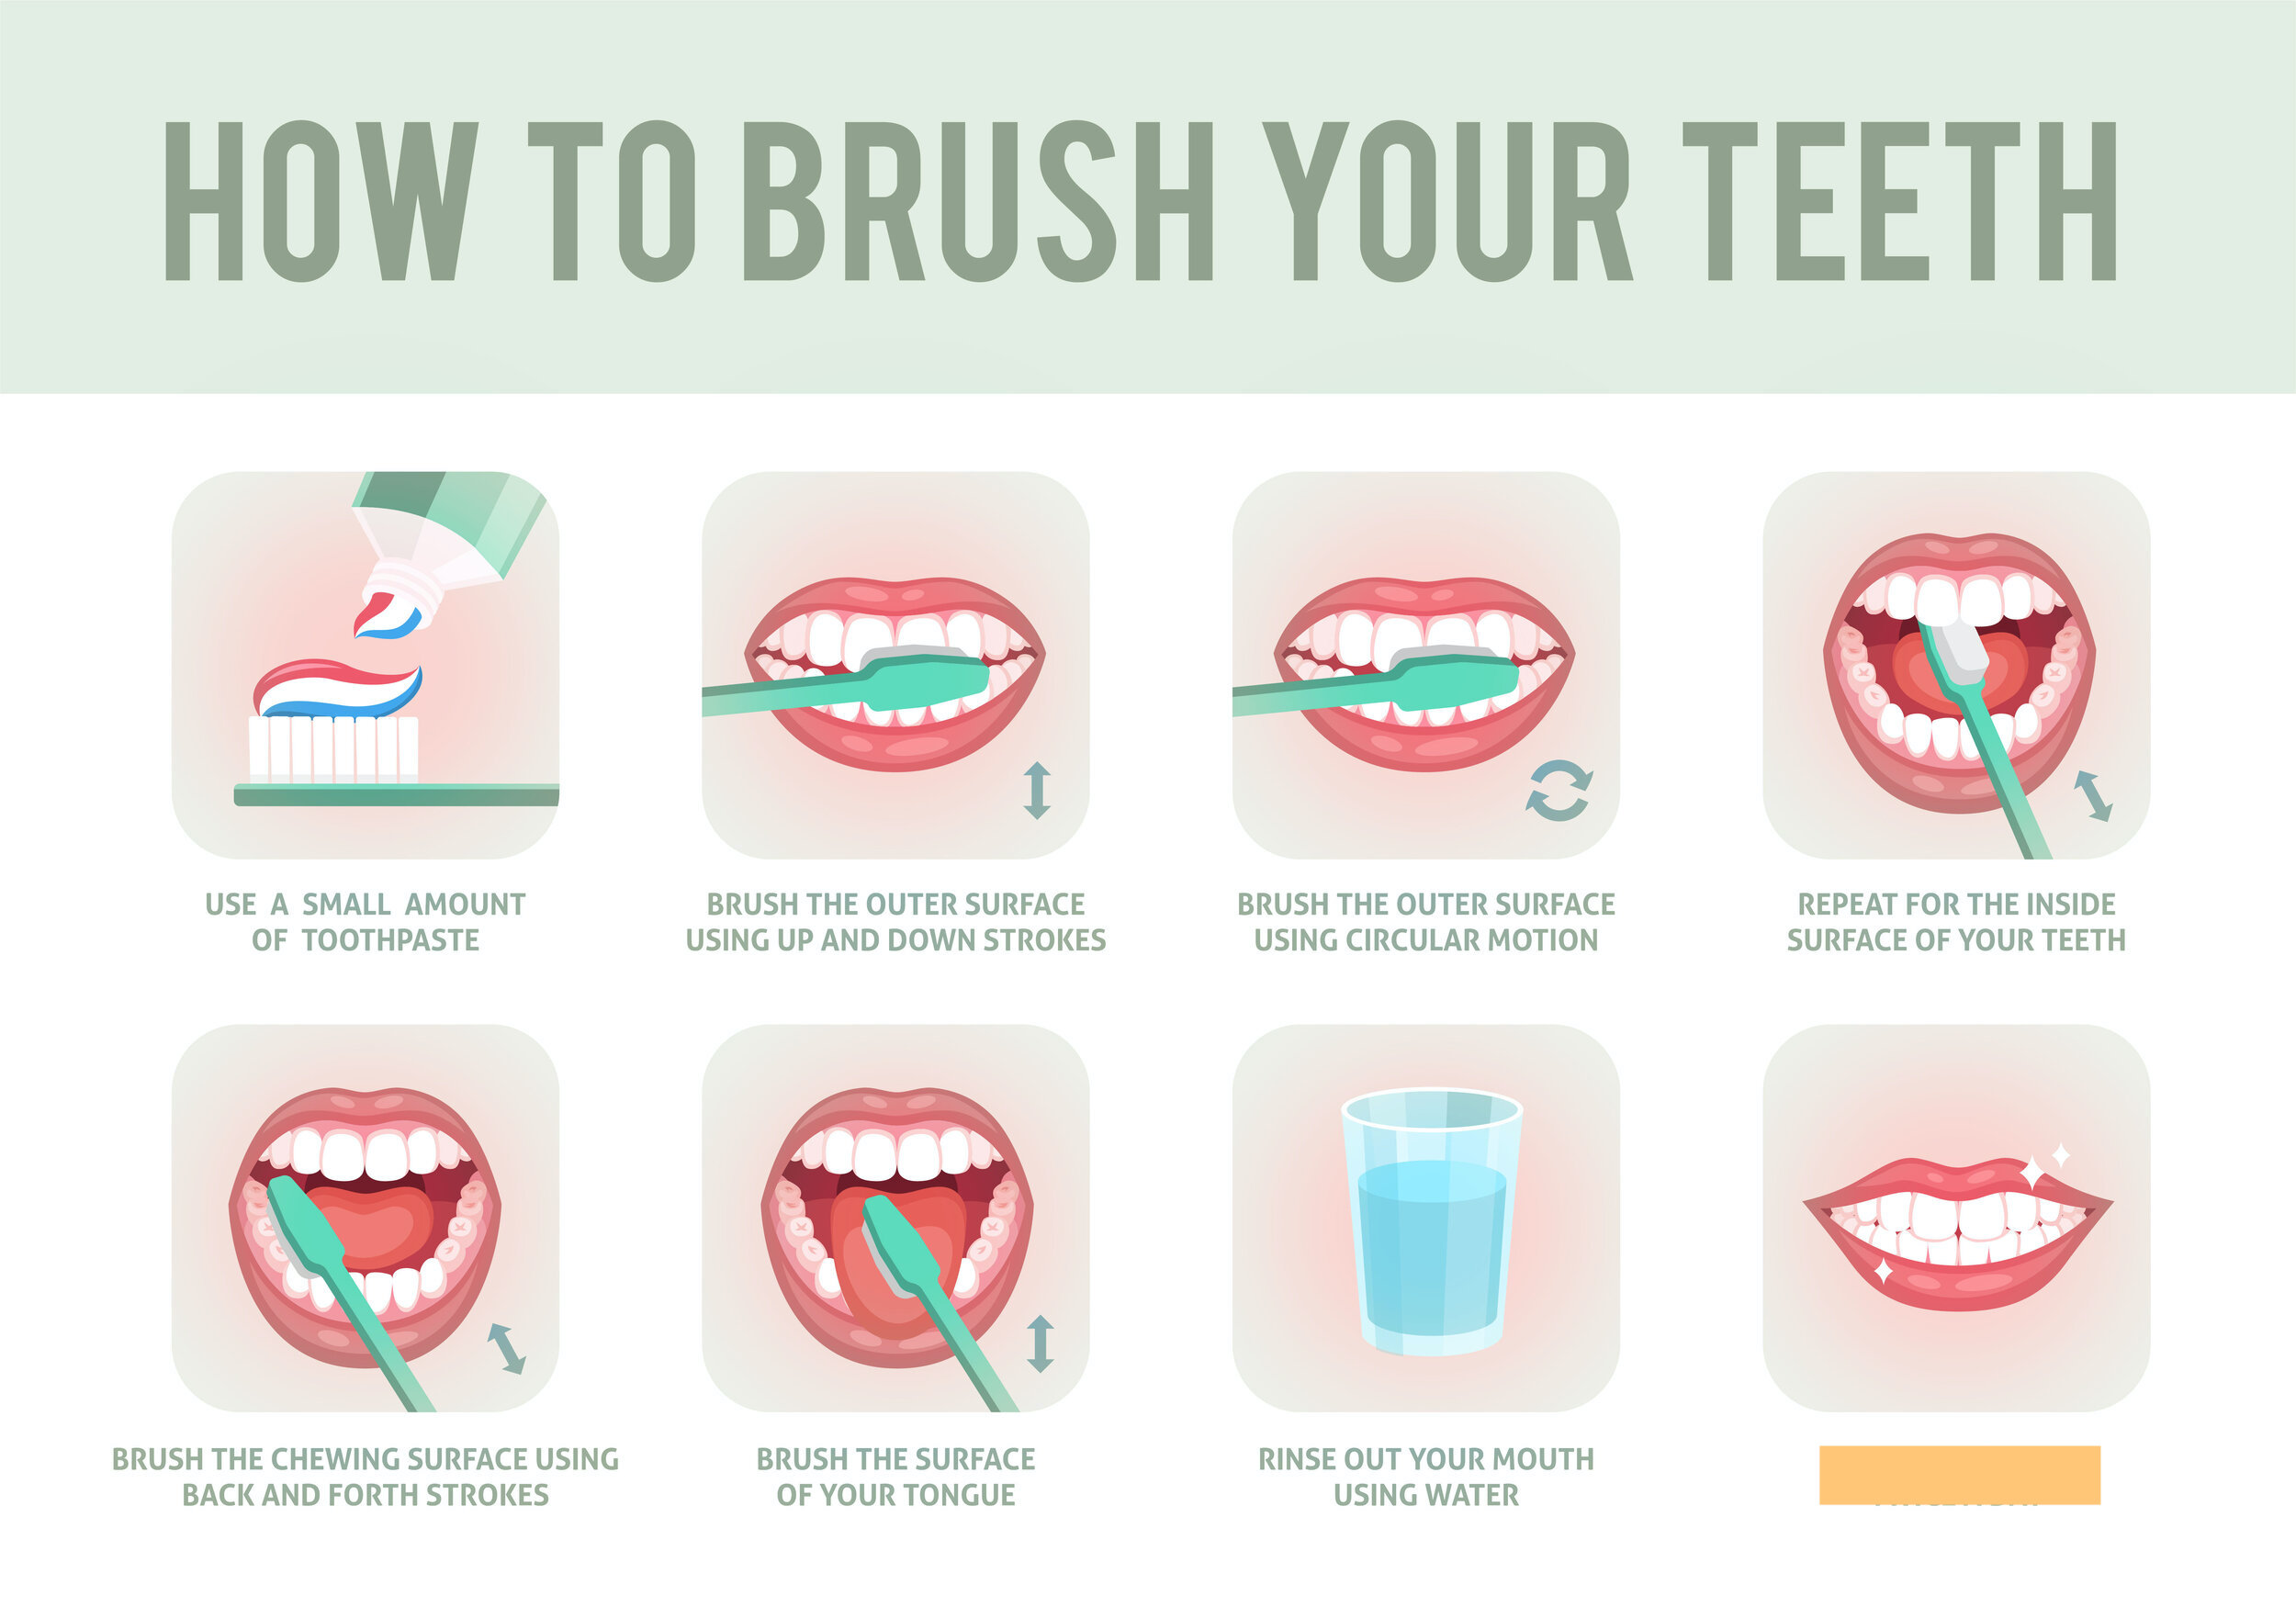 HOW TO BRUSH YOUR TEETH
USE A SMALL AMOUNT
OF TOOTHPASTE
BRUSH THE OUTER SURFACE
USING UP AND DOWN STROKES
BRUSH THE OUTER SURFACE
USING CIRCULAR MOTION
REPEAT FOR THE INSIDE
SURFACE OF YOUR TEETH
BRUSH THE CHEWING SURFACE USING
BACK AND FORTH STROKES
BRUSH THE SURFACE
OF YOUR TONGUE
RINSE OUT YOUR MOUTH
USING WATER